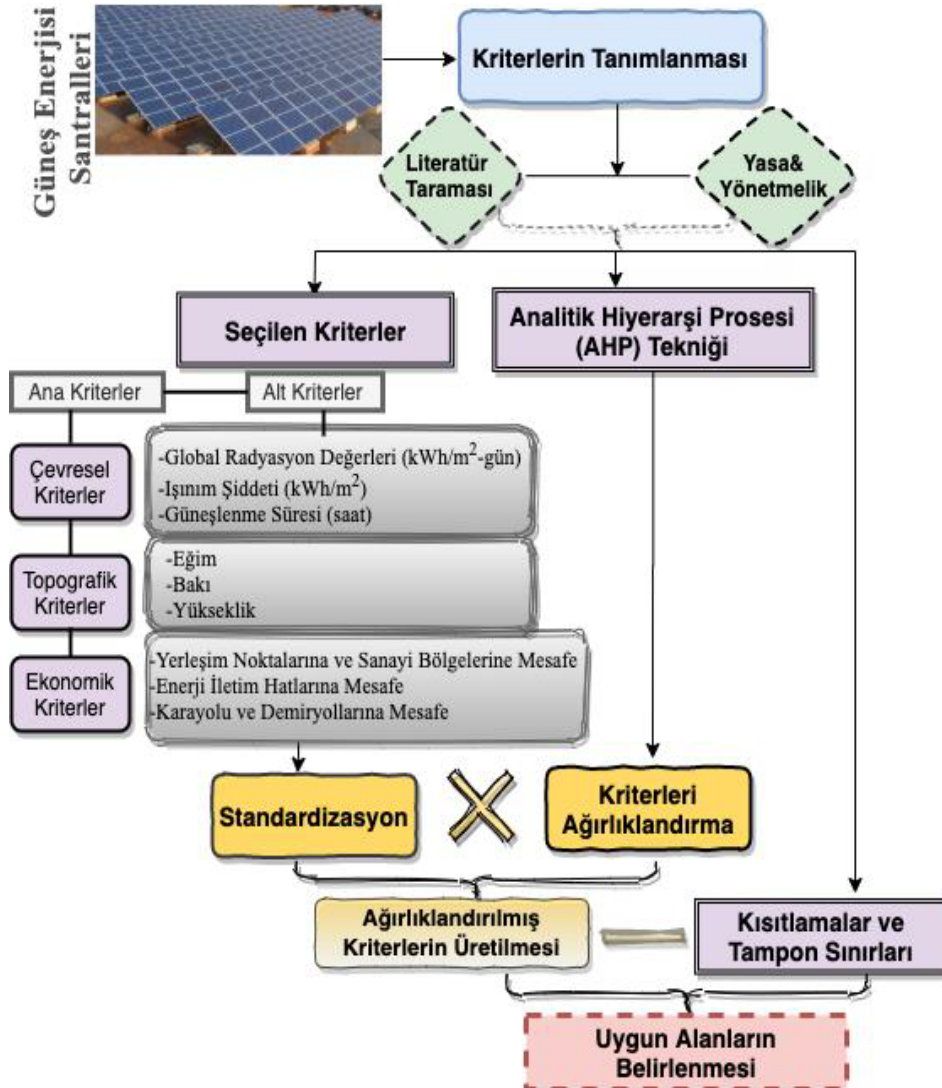 Güneş Enerjisi
Santralleri
Kriterlerin Tanımlanması
Literatür
Taraması
Yasa&
Yönetmelik
Seçilen Kriterler
Analitik Hiyerarşi Prosesi
(AHP) Tekniği
Ana Kriterler
Alt Kriterler
Çevresel
Kriterler
-Global Radyasyon Değerleri (kWh/m²-gün)
-Işınım Şiddeti (kWh/m²)
-Güneşlenme Süresi (saat)
Topografik
Kriterler
-Eğim
-Bakı
-Yükseklik
Ekonomik
Kriterler
-Yerleşim Noktalarına ve Sanayi Bölgelerine Mesafe
-Enerji İletim Hatlarına Mesafe
-Karayolu ve Demiryollarına Mesafe
Standardizasyon
Kriterleri
Ağırlıklandırma
Ağırlıklandırılmış
Kriterlerin Üretilmesi
Kısıtlamalar ve
Tampon Sınırları
Uygun Alanların
Belirlenmesi